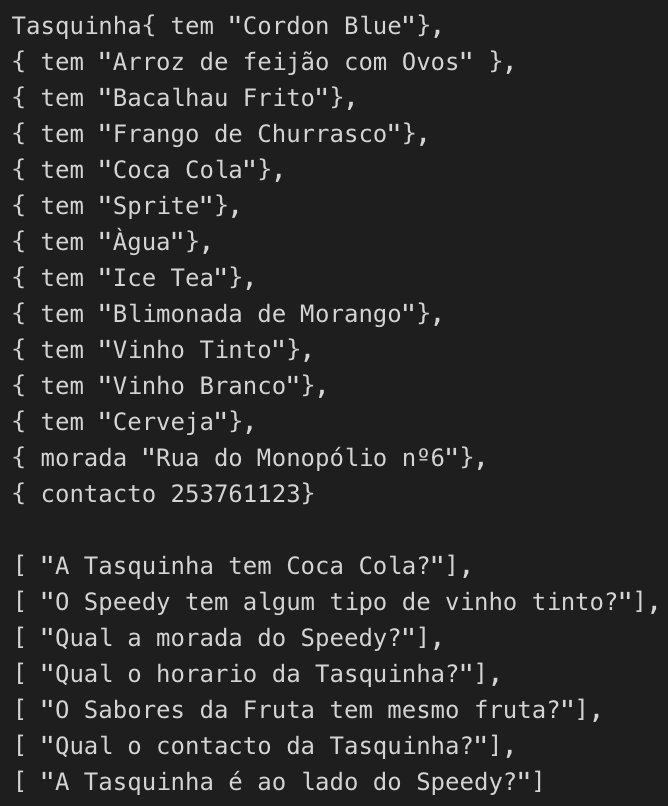 Tasquinha{ tem "Cordon Blue"},
{ tem "Arroz de feijão com Ovos" },
{ tem "Bacalhau Frito"},
{ tem "Frango de Churrasco"},
{ tem "Coca Cola"},
{ tem "Sprite"},
{ tem "Àgua"},
{ tem "Ice Tea"},
{ tem "Blimonada de Morango"},
{ tem "Vinho Tinto"},
{ tem "Vinho Branco"},
{ tem "Cerveja"},
{ morada "Rua do Monopólio nº6"},
{ contacto 253761123}

[ "A Tasquinha tem Coca Cola?"],
[ "O Speedy tem algum tipo de vinho tinto?"],
[ "Qual a morada do Speedy?"],
[ "Qual o horario da Tasquinha?"],
[ "O Sabores da Fruta tem mesmo fruta?"],
[ "Qual o contacto da Tasquinha?"],
[ "A Tasquinha é ao lado do Speedy?"]